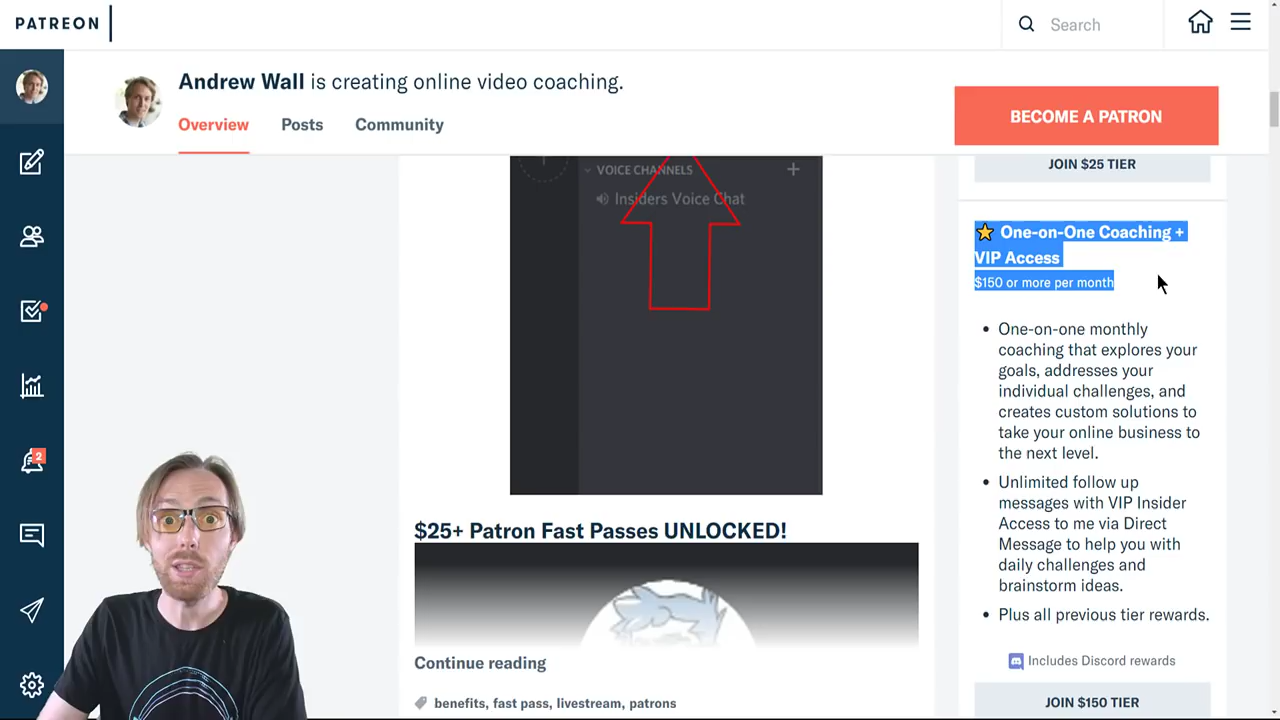 PATREON
Search
Andrew Wall is creating online video coaching.
Overview
Posts
Community
BECOME A PATRON
VOICE CHANNELS
Insiders Voice Chat
$25+ Patron Fast Passes UNLOCKED!
Continue reading
benefits, fast pass, livestream, patrons
JOIN $25 TIER
One-on-One Coaching +
VIP Access
$150 or more per month
• One-on-one monthly
coaching that explores your
goals, addresses your
individual challenges, and
creates custom solutions to
take your online business to
the next level.
• Unlimited follow up
messages with VIP Insider
Access to me via Direct
Message to help you with
daily challenges and
brainstorm ideas.
• Plus all previous tier rewards.
Includes Discord rewards
JOIN $150 TIER
2